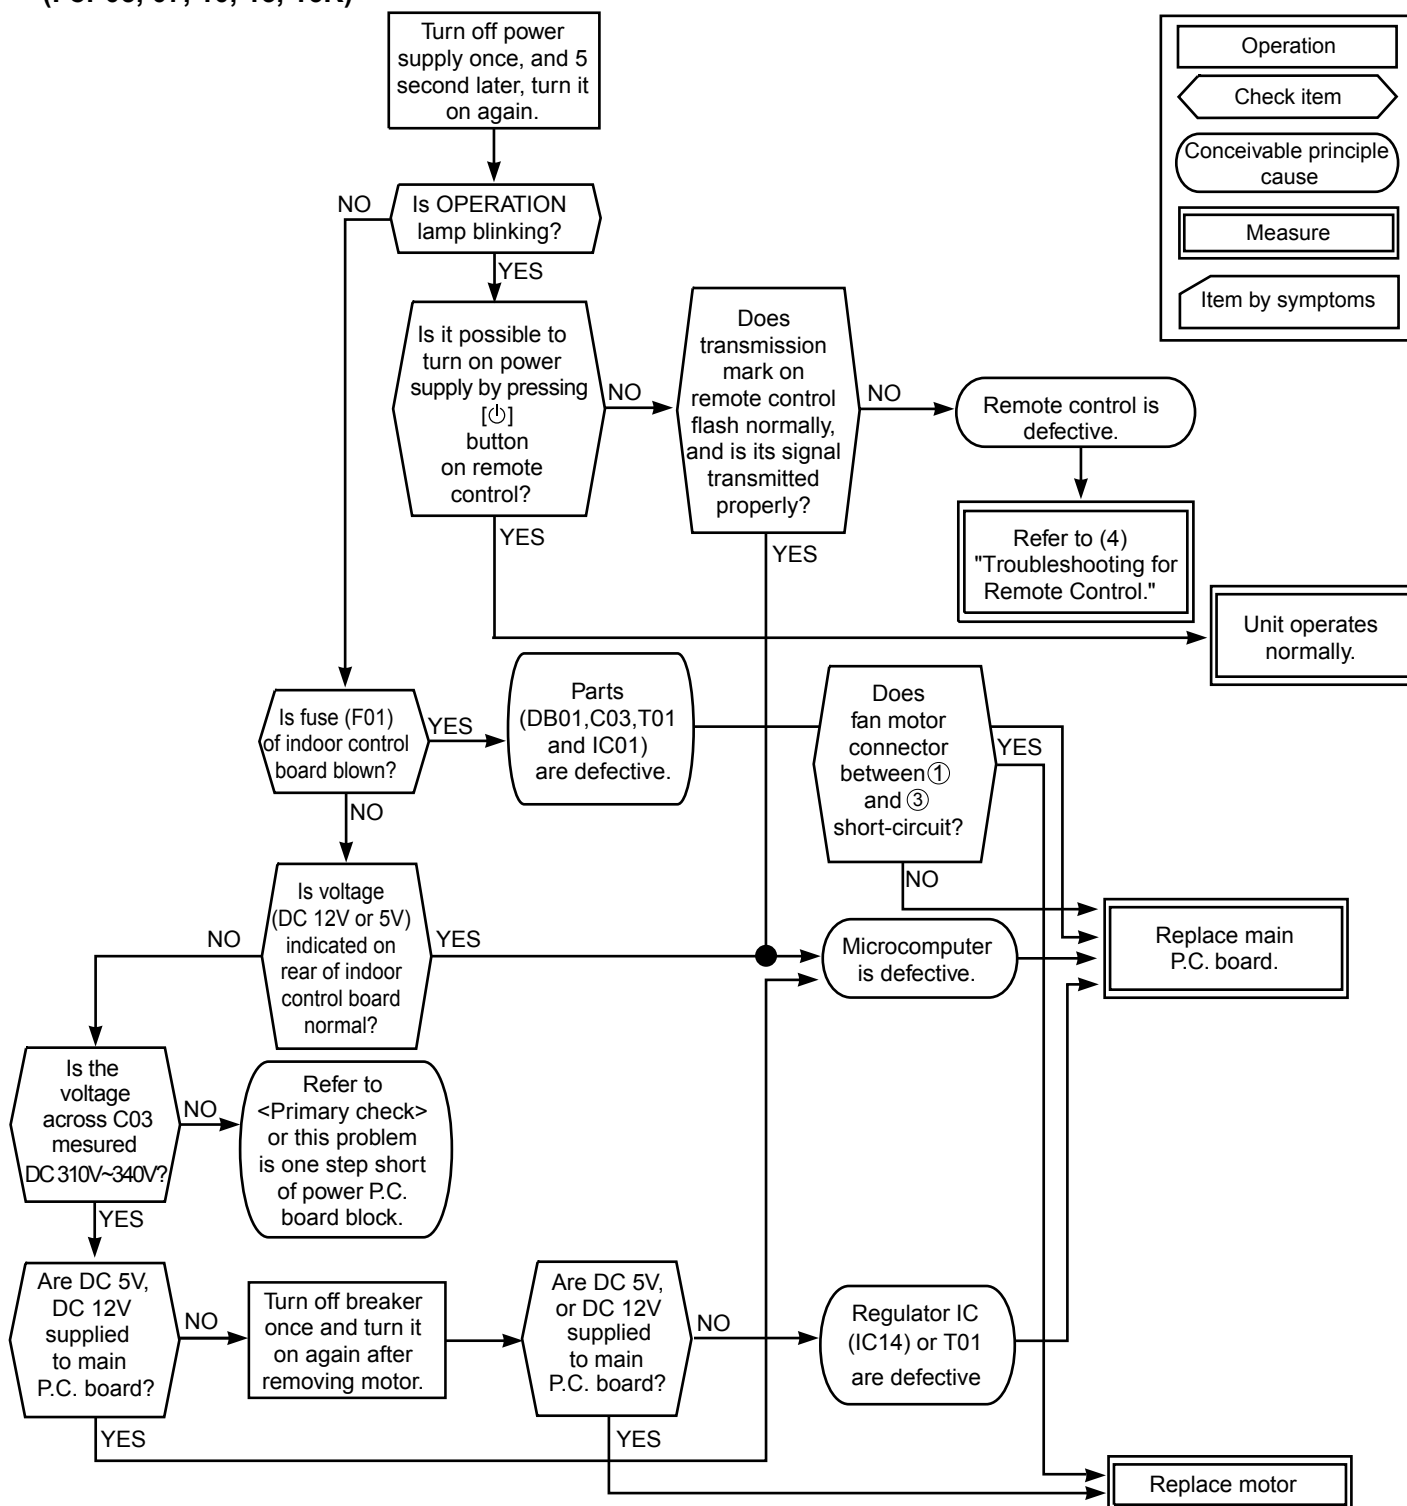 Turn off power
supply once, and 5
second later, turn it
on again.
Operation
Check item
Conceivable principle
cause
Measure
Item by symptoms
NO
Is OPERATION
lamp blinking?
YES
Is it possible to
turn on power
supply by pressing
[⏻]
button
on remote
control?
NO
Does
transmission
mark on
remote control
flash normally,
and is its signal
transmitted
properly?
NO
Remote control is
defective.
YES
YES
Refer to (4)
"Troubleshooting for
Remote Control."
Unit operates
normally.
Is fuse (F01)
of indoor control
board blown?
YES
Parts
(DB01,C03,T01
and IC01)
are defective.
Does
fan motor
connector
between ①
and ③
short-circuit?
YES
NO
NO
Is voltage
(DC 12V or 5V)
indicated on
rear of indoor
control board
normal?
NO
YES
Microcomputer
is defective.
Replace main
P.C. board.
Is the
voltage
across C03
mesured
DC 310V~340V?
NO
Refer to
<Primary check>
or this problem
is one step short
of power P.C.
board block.
YES
Are DC 5V,
DC 12V
supplied
to main
P.C. board?
NO
Turn off breaker
once and turn it
on again after
removing motor.
Are DC 5V,
or DC 12V
supplied
to main
P.C. board?
NO
Regulator IC
(IC14) or T01
are defective
YES
YES
Replace motor